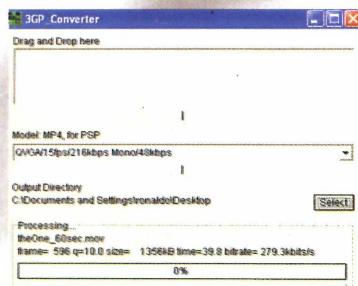 3GP_Converter
Drag and Drop here
Model: MP4, for PSP
QVGA/15fps/216kbps Mono/48kbps
Output Directory
C:\Documents and Settings\ronaldo\Desktop
Select
Processing...
theOne_60sec.mov
frame= 596 q=10.0 size= 1356kB time=39.8 bitrate= 279.3kbits/s
0%